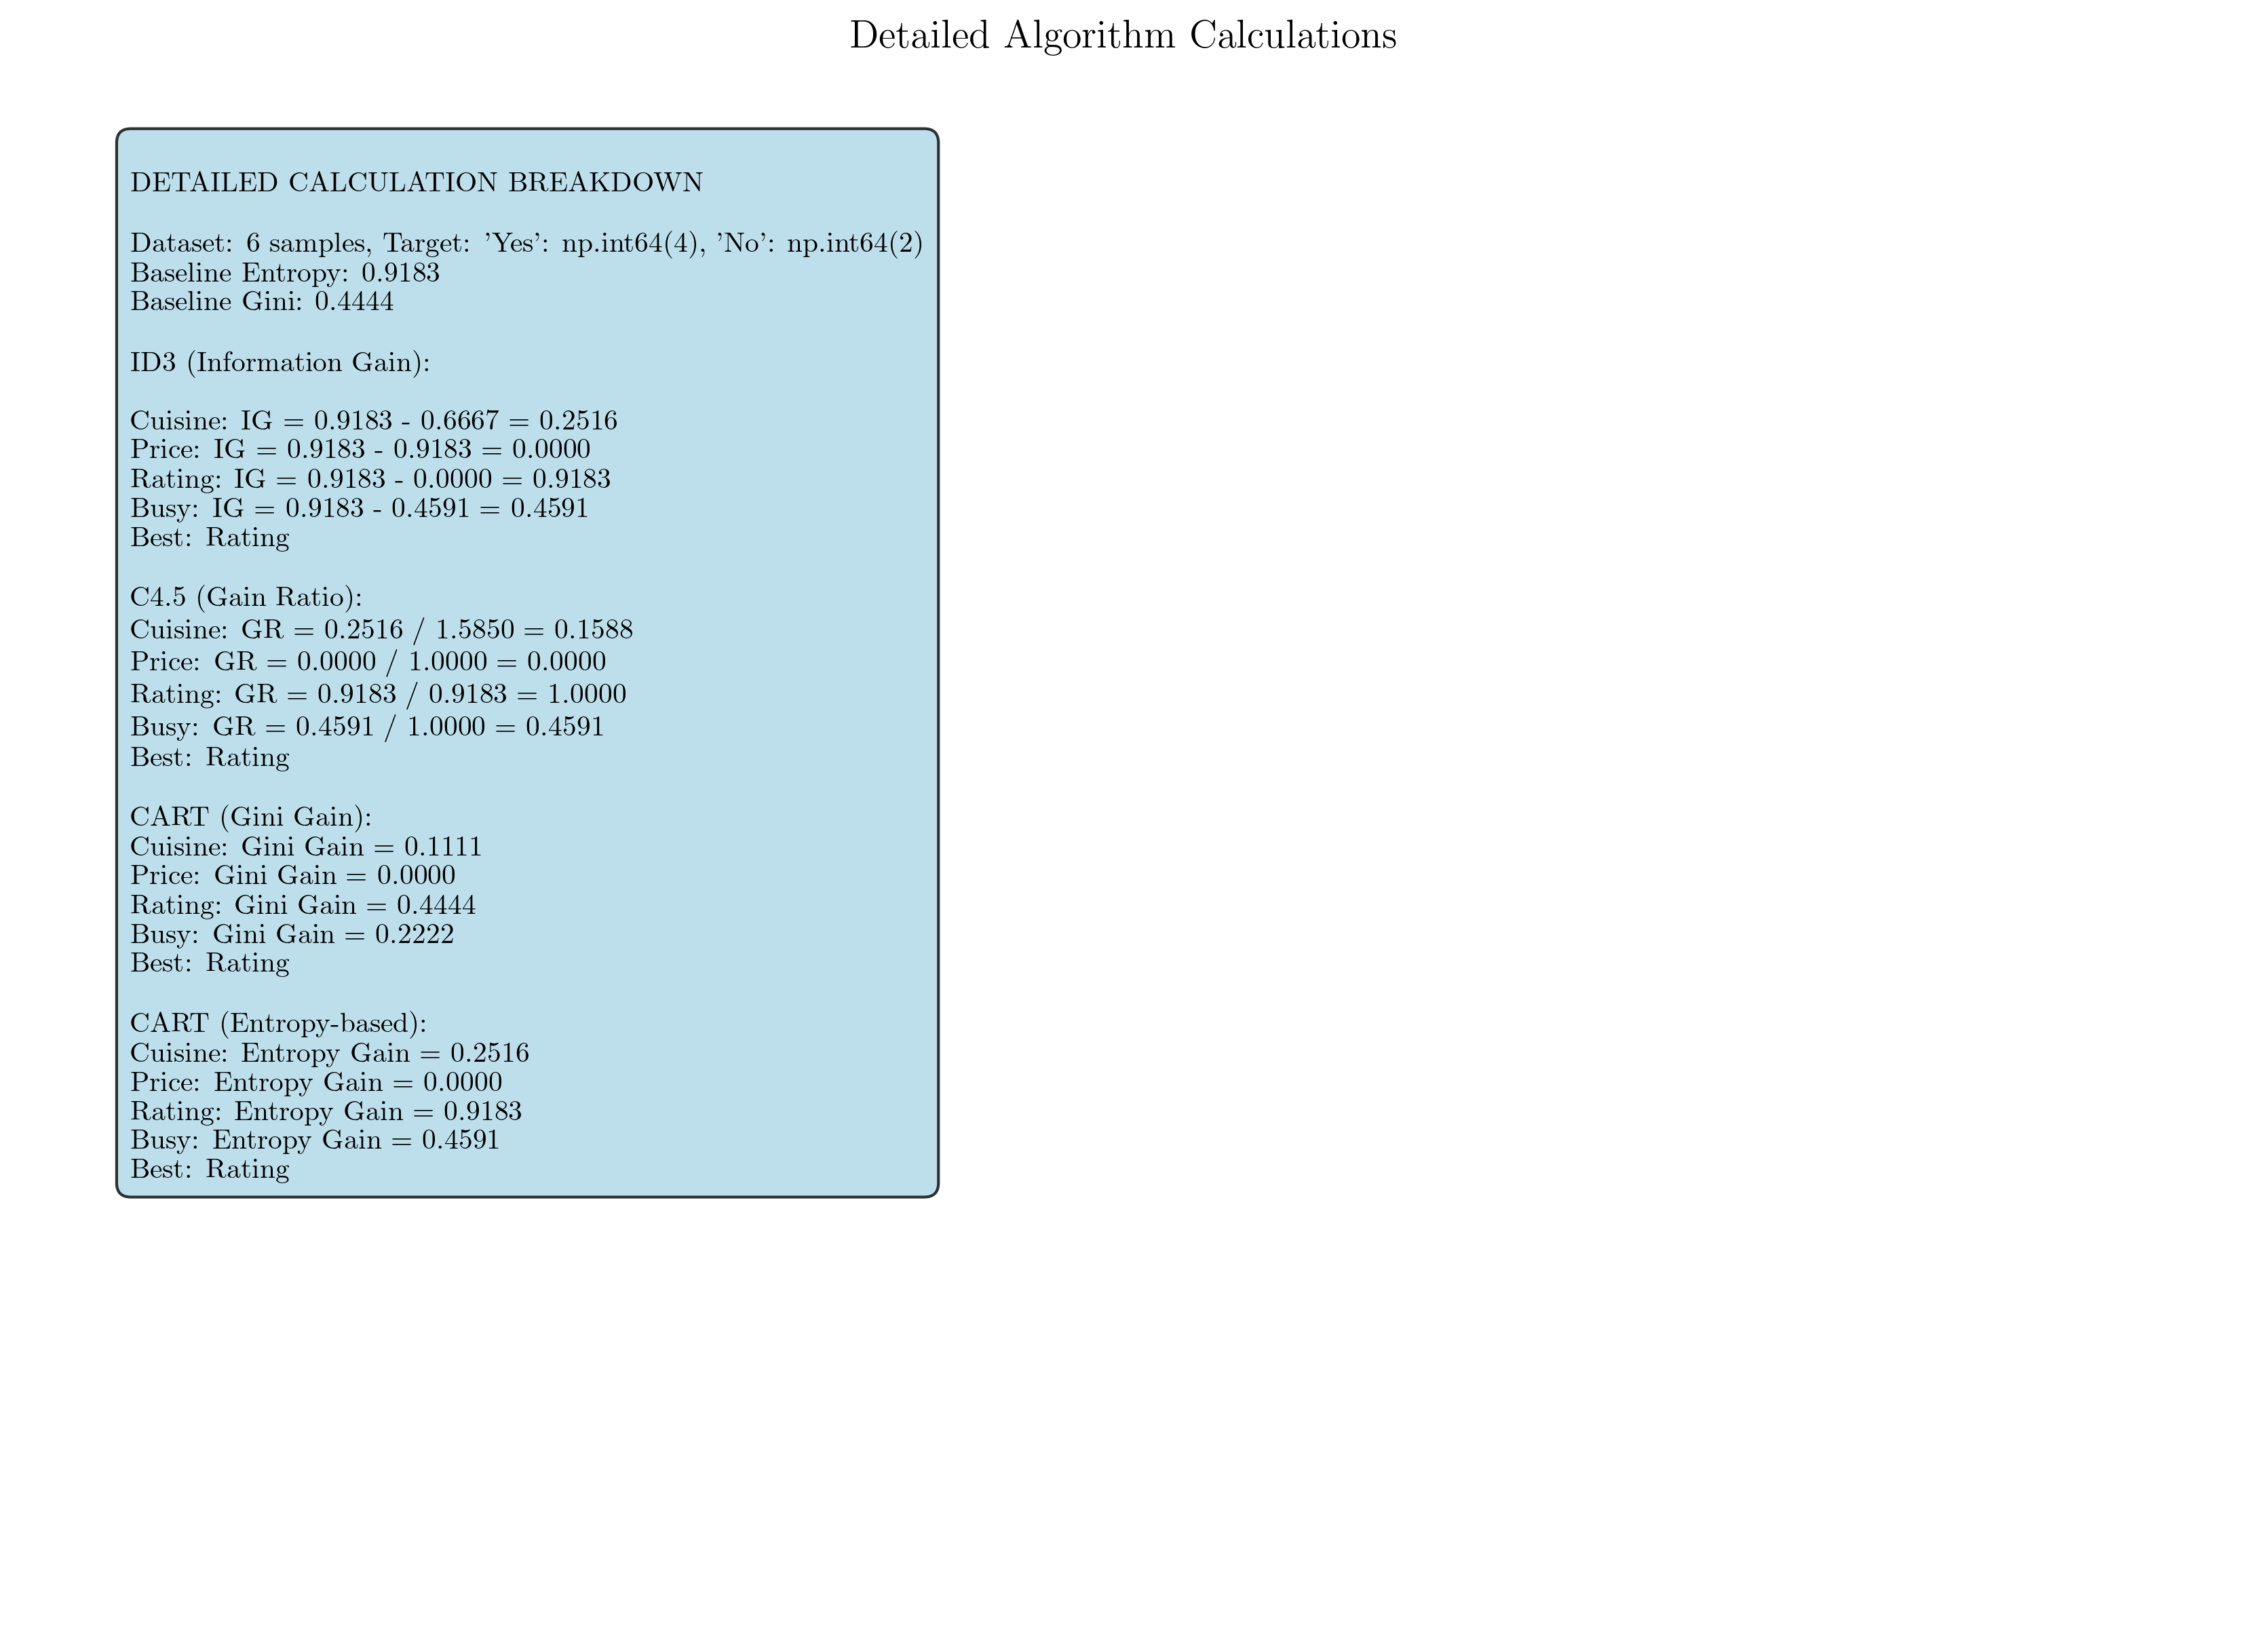 Detailed Algorithm Calculations
DETAILED CALCULATION BREAKDOWN
Dataset: 6 samples, Target: ’Yes’: np.int64(4), ’No’: np.int64(2)
Baseline Entropy: 0.9183
Baseline Gini: 0.4444
ID3 (Information Gain):
Cuisine: IG = 0.9183 - 0.6667 = 0.2516
Price: IG = 0.9183 - 0.9183 = 0.0000
Rating: IG = 0.9183 - 0.0000 = 0.9183
Busy: IG = 0.9183 - 0.4591 = 0.4591
Best: Rating
C4.5 (Gain Ratio):
Cuisine: GR = 0.2516 / 1.5850 = 0.1588
Price: GR = 0.0000 / 1.0000 = 0.0000
Rating: GR = 0.9183 / 0.9183 = 1.0000
Busy: GR = 0.4591 / 1.0000 = 0.4591
Best: Rating
CART (Gini Gain):
Cuisine: Gini Gain = 0.1111
Price: Gini Gain = 0.0000
Rating: Gini Gain = 0.4444
Busy: Gini Gain = 0.2222
Best: Rating
CART (Entropy-based):
Cuisine: Entropy Gain = 0.2516
Price: Entropy Gain = 0.0000
Rating: Entropy Gain = 0.9183
Busy: Entropy Gain = 0.4591
Best: Rating